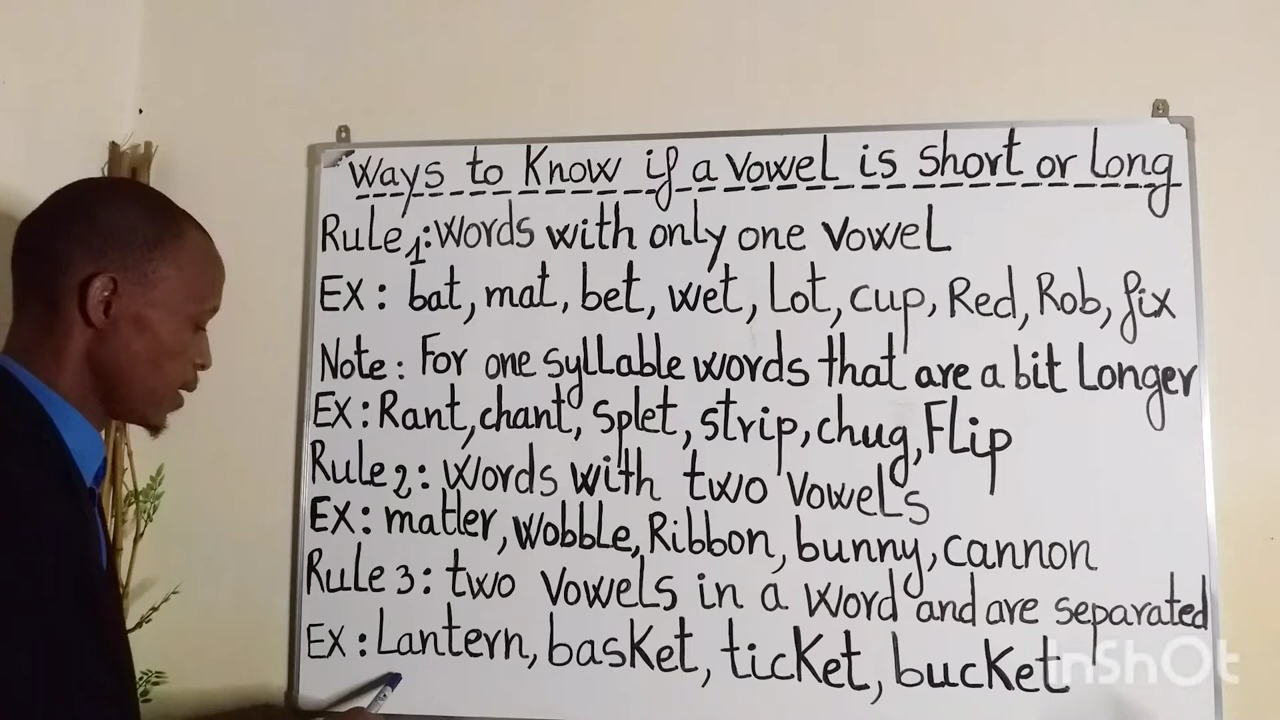 Ways to Know if a Vowel is short or Long
Rule 1: Words with only one Vowel
EX: bat, mat, bet, wet, Lot, cup, Red, Rob, fix
Note: For one syllable words that are a bit Longer
EX: Rant, chant, splet, strip, chug, FLip
Rule 2: Words with two Vowels
EX: matter, Wobble, Ribbon, bunny, cannon
Rule 3: two Vowels in a Word and are separated
EX: Lantern, basKet, ticKet, bucKet
InShOt